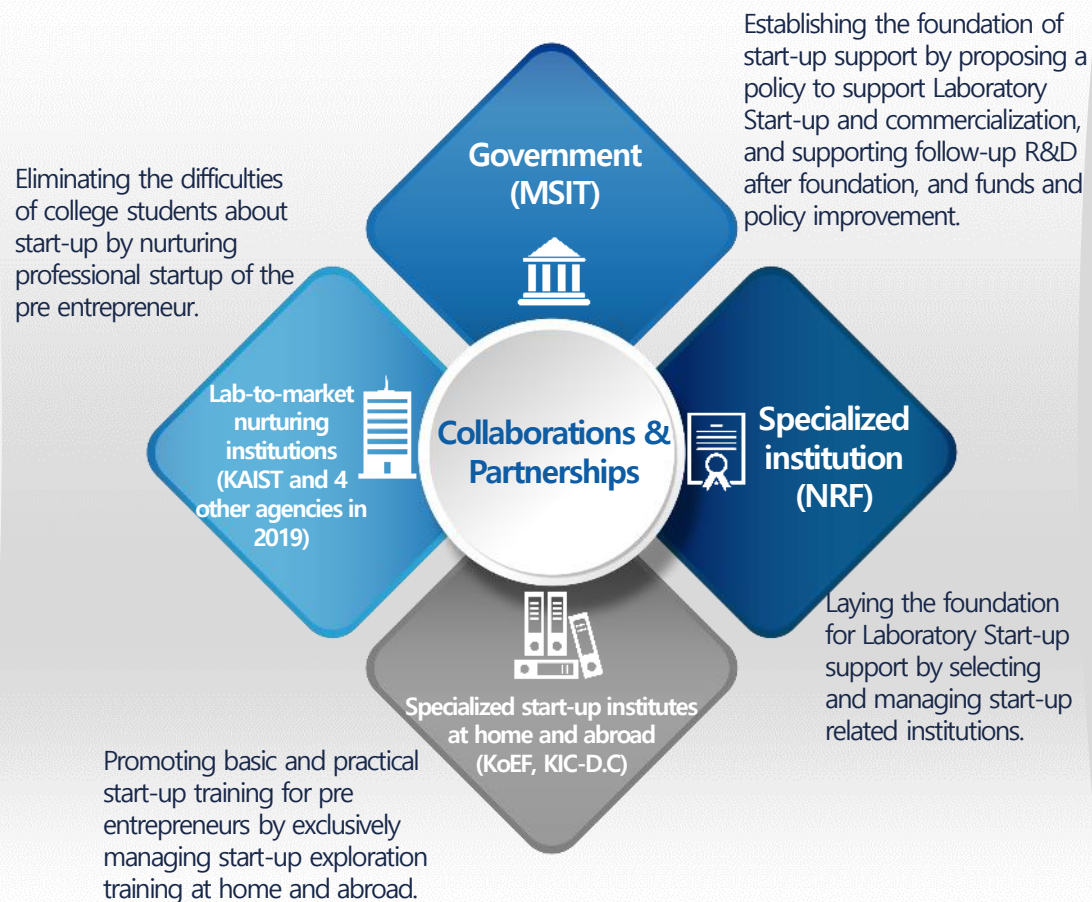 Establishing the foundation of
start-up support by proposing a
policy to support Laboratory
Start-up and commercialization,
and supporting follow-up R&D
after foundation, and funds and
policy improvement.
Government
(MSIT)
Eliminating the difficulties
of college students about
start-up by nurturing
professional startup of the
pre entrepreneur.
Lab-to-market
nurturing
institutions
(KAIST and 4
other agencies in
2019)
Collaborations &
Partnerships
Specialized
institution
(NRF)
Laying the foundation
for Laboratory Start-up
support by selecting
and managing start-up
related institutions.
Specialized start-up institutes
at home and abroad
(KoEF, KIC-D.C)
Promoting basic and practical
start-up training for pre
entrepreneurs by exclusively
managing start-up exploration
training at home and abroad.